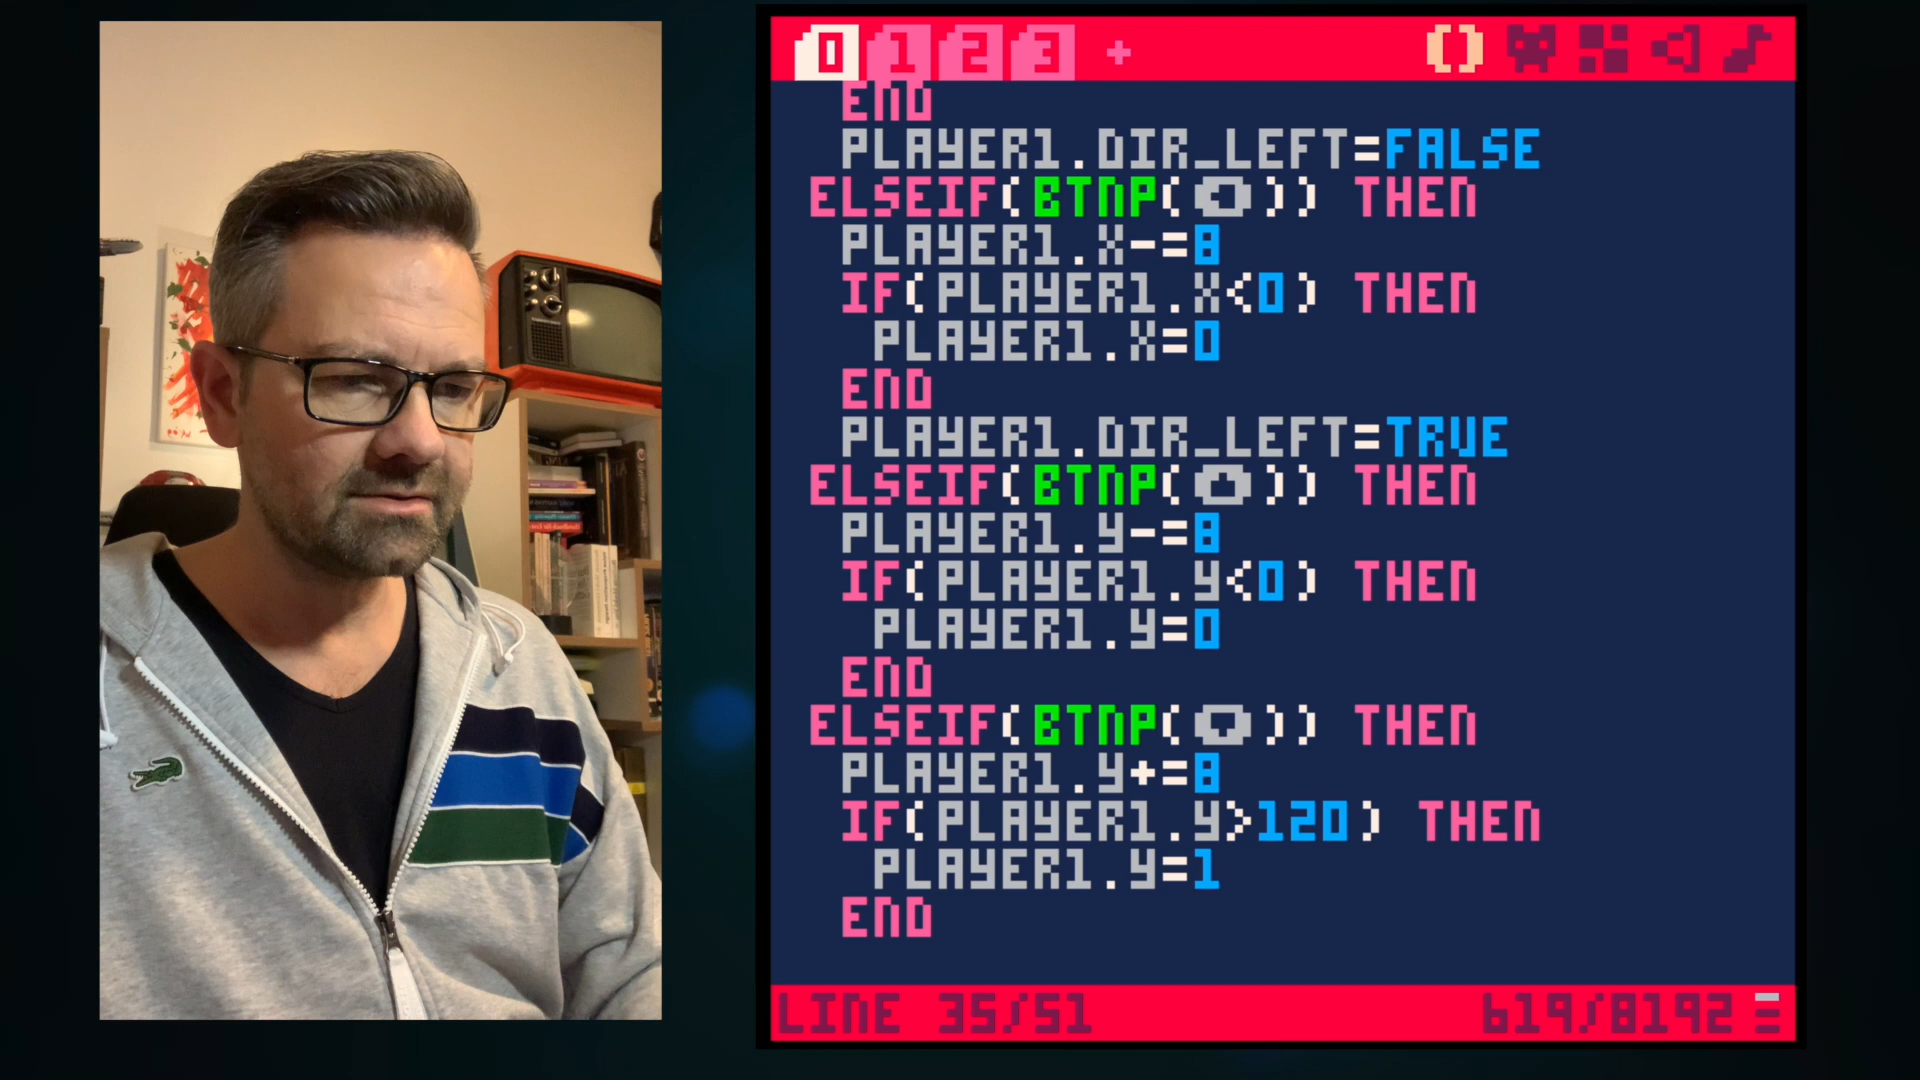 0 1 2 3 +
END
PLAYER1.DIR_LEFT=FALSE
ELSEIF(BTNP(⬅️)) THEN
PLAYER1.X-=8
IF(PLAYER1.X<0) THEN
PLAYER1.X=0
END
PLAYER1.DIR_LEFT=TRUE
ELSEIF(BTNP(⬆️)) THEN
PLAYER1.Y-=8
IF(PLAYER1.Y<0) THEN
PLAYER1.Y=0
END
ELSEIF(BTNP(⬇️)) THEN
PLAYER1.Y+=8
IF(PLAYER1.Y>120) THEN
PLAYER1.Y=1
END
LINE 35/51
619/8192